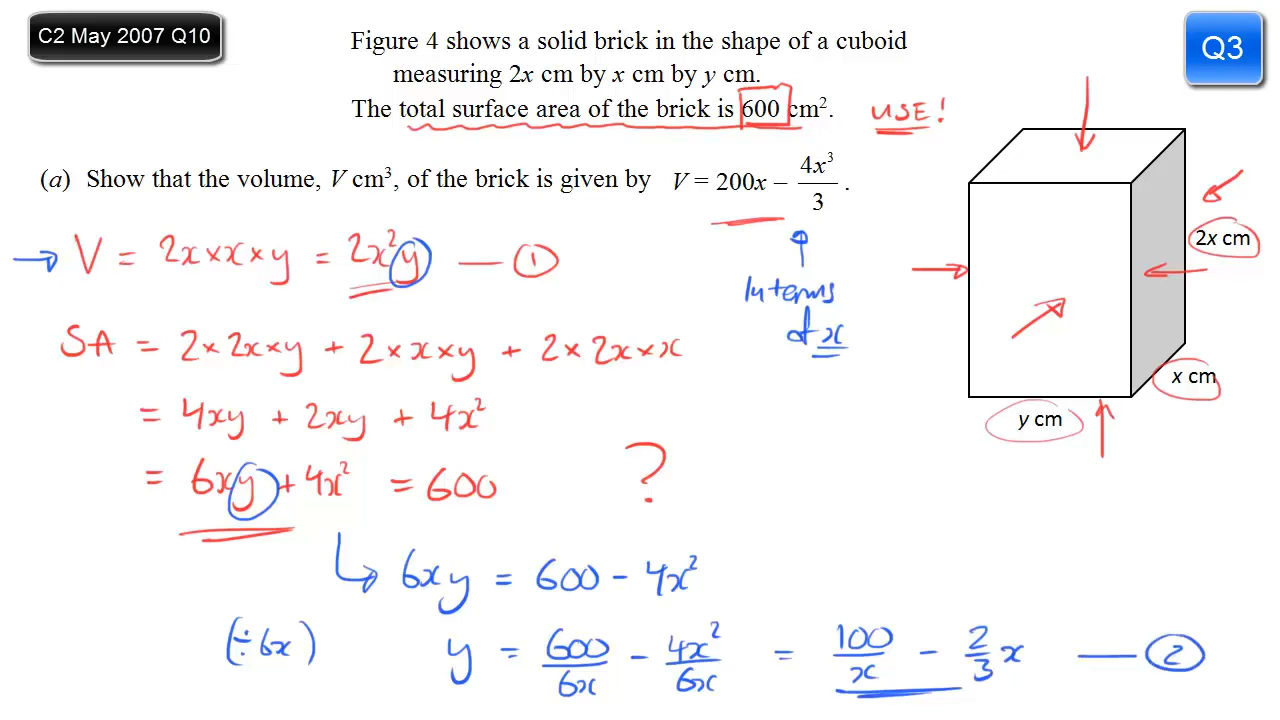 C2 May 2007 Q10
Q3
Figure 4 shows a solid brick in the shape of a cuboid
measuring 2x cm by x cm by y cm.
The total surface area of the brick is 600 cm².
USE!
(a) Show that the volume, V cm³, of the brick is given by V = 200x − 4x³/3 .
→ V = 2x × x × y = 2x²y — ①
In terms
of x
SA = 2 × 2x × y + 2 × x × y + 2 × 2x × x
= 4xy + 2xy + 4x²
= 6xy + 4x² = 600
?
↳ 6xy = 600 − 4x²
(÷6x) y = 600/6x − 4x²/6x = 100/x − 2/3 x — ②
2x cm
x cm
y cm